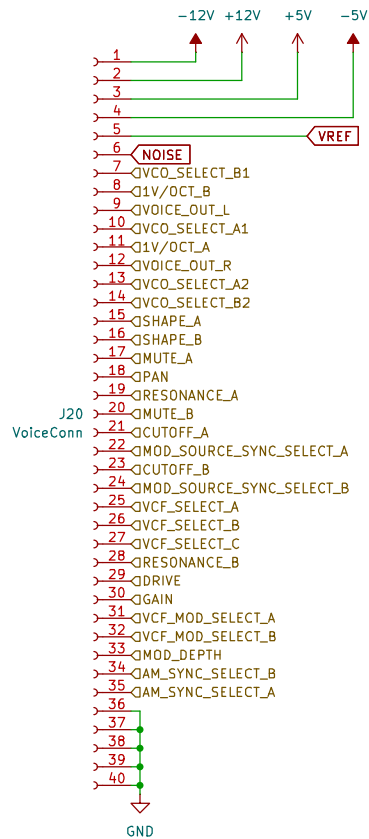 -12V +12V +5V -5V
1
2
3
4
5 VREF
6 NOISE
7 VCO_SELECT_B1
8 1V/OCT_B
9 VOICE_OUT_L
10 VCO_SELECT_A1
11 1V/OCT_A
12 VOICE_OUT_R
13 VCO_SELECT_A2
14 VCO_SELECT_B2
15 SHAPE_A
16 SHAPE_B
17 MUTE_A
18 PAN
19 RESONANCE_A
J20 20 MUTE_B
VoiceConn 21 CUTOFF_A
22 MOD_SOURCE_SYNC_SELECT_A
23 CUTOFF_B
24 MOD_SOURCE_SYNC_SELECT_B
25 VCF_SELECT_A
26 VCF_SELECT_B
27 VCF_SELECT_C
28 RESONANCE_B
29 DRIVE
30 GAIN
31 VCF_MOD_SELECT_A
32 VCF_MOD_SELECT_B
33 MOD_DEPTH
34 AM_SYNC_SELECT_B
35 AM_SYNC_SELECT_A
36
37
38
39
40
GND